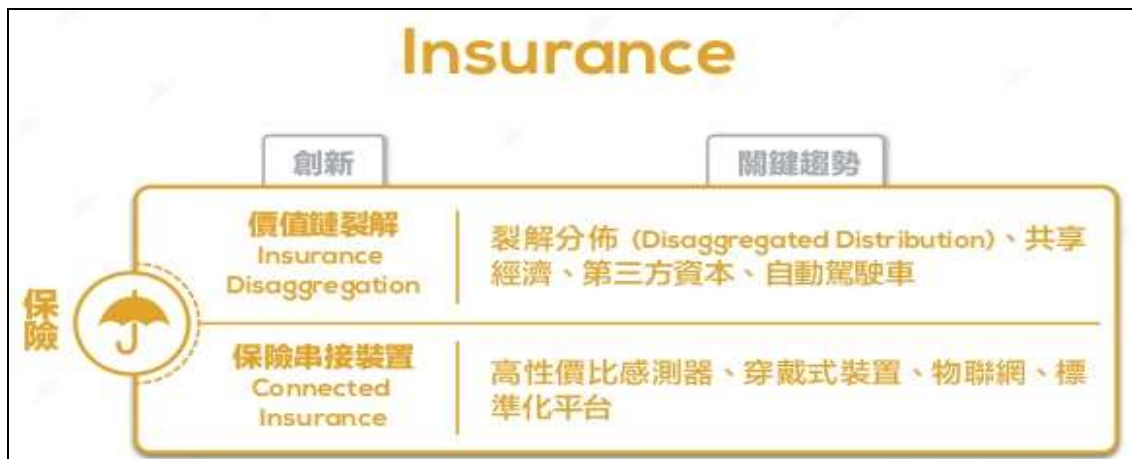 Insurance
創新
關鍵趨勢
保險
價值鏈裂解
Insurance
Disaggregation
裂解分佈 (Disaggregated Distribution)、共享
經濟、第三方資本、自動駕駛車
保險串接裝置
Connected
Insurance
高性價比感測器、穿戴式裝置、物聯網、標
準化平台